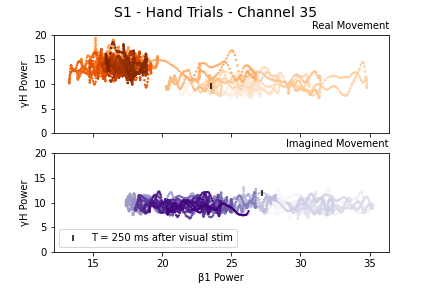 S1 - Hand Trials - Channel 35
Real Movement
20
15
10
5
0
γH Power
Imagined Movement
20
15
10
5
0
γH Power
T = 250 ms after visual stim
15 20 25 30 35
β1 Power